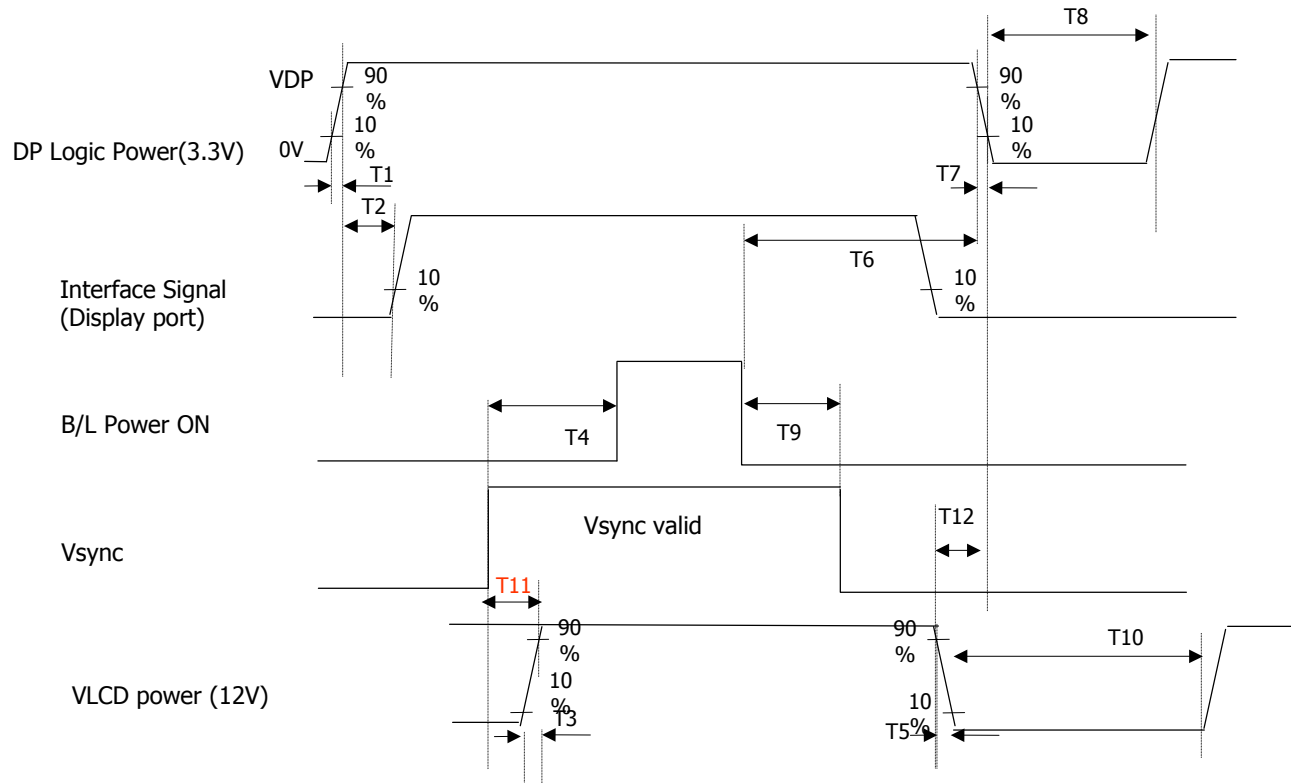 T8
VDP
90
%
90
%
10
%
10
%
DP Logic Power(3.3V)
0V
T1
T7
T2
T6
10
%
10
%
Interface Signal
(Display port)
B/L Power ON
T4
T9
Vsync valid
T12
Vsync
T11
90
%
90
%
T10
10
%
10
%
VLCD power (12V)
T3
T5